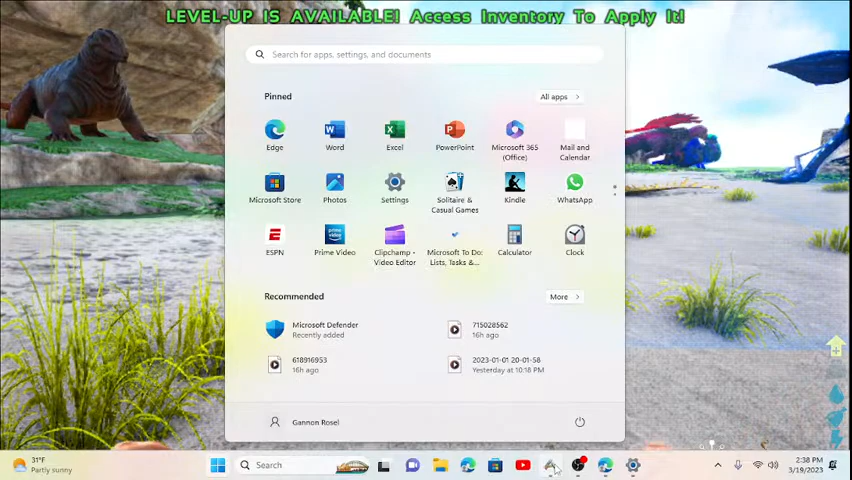 LEVEL-UP IS AVAILABLE! Access Inventory To Apply It!
Search for apps, settings, and documents
Pinned
All apps
Edge
Word
Excel
PowerPoint
Microsoft 365
(Office)
Mail and
Calendar
Microsoft Store
Photos
Settings
Solitaire &
Casual Games
Kindle
WhatsApp
ESPN
Prime Video
Clipchamp -
Video Editor
Microsoft To Do:
Lists, Tasks &...
Calculator
Clock
Recommended
More
Microsoft Defender
Recently added
715028562
16h ago
618916953
16h ago
2023-01-01 20-01-58
Yesterday at 10:18 PM
Gannon Rosel
31°F
Partly sunny
Search
2:38 PM
3/19/2023